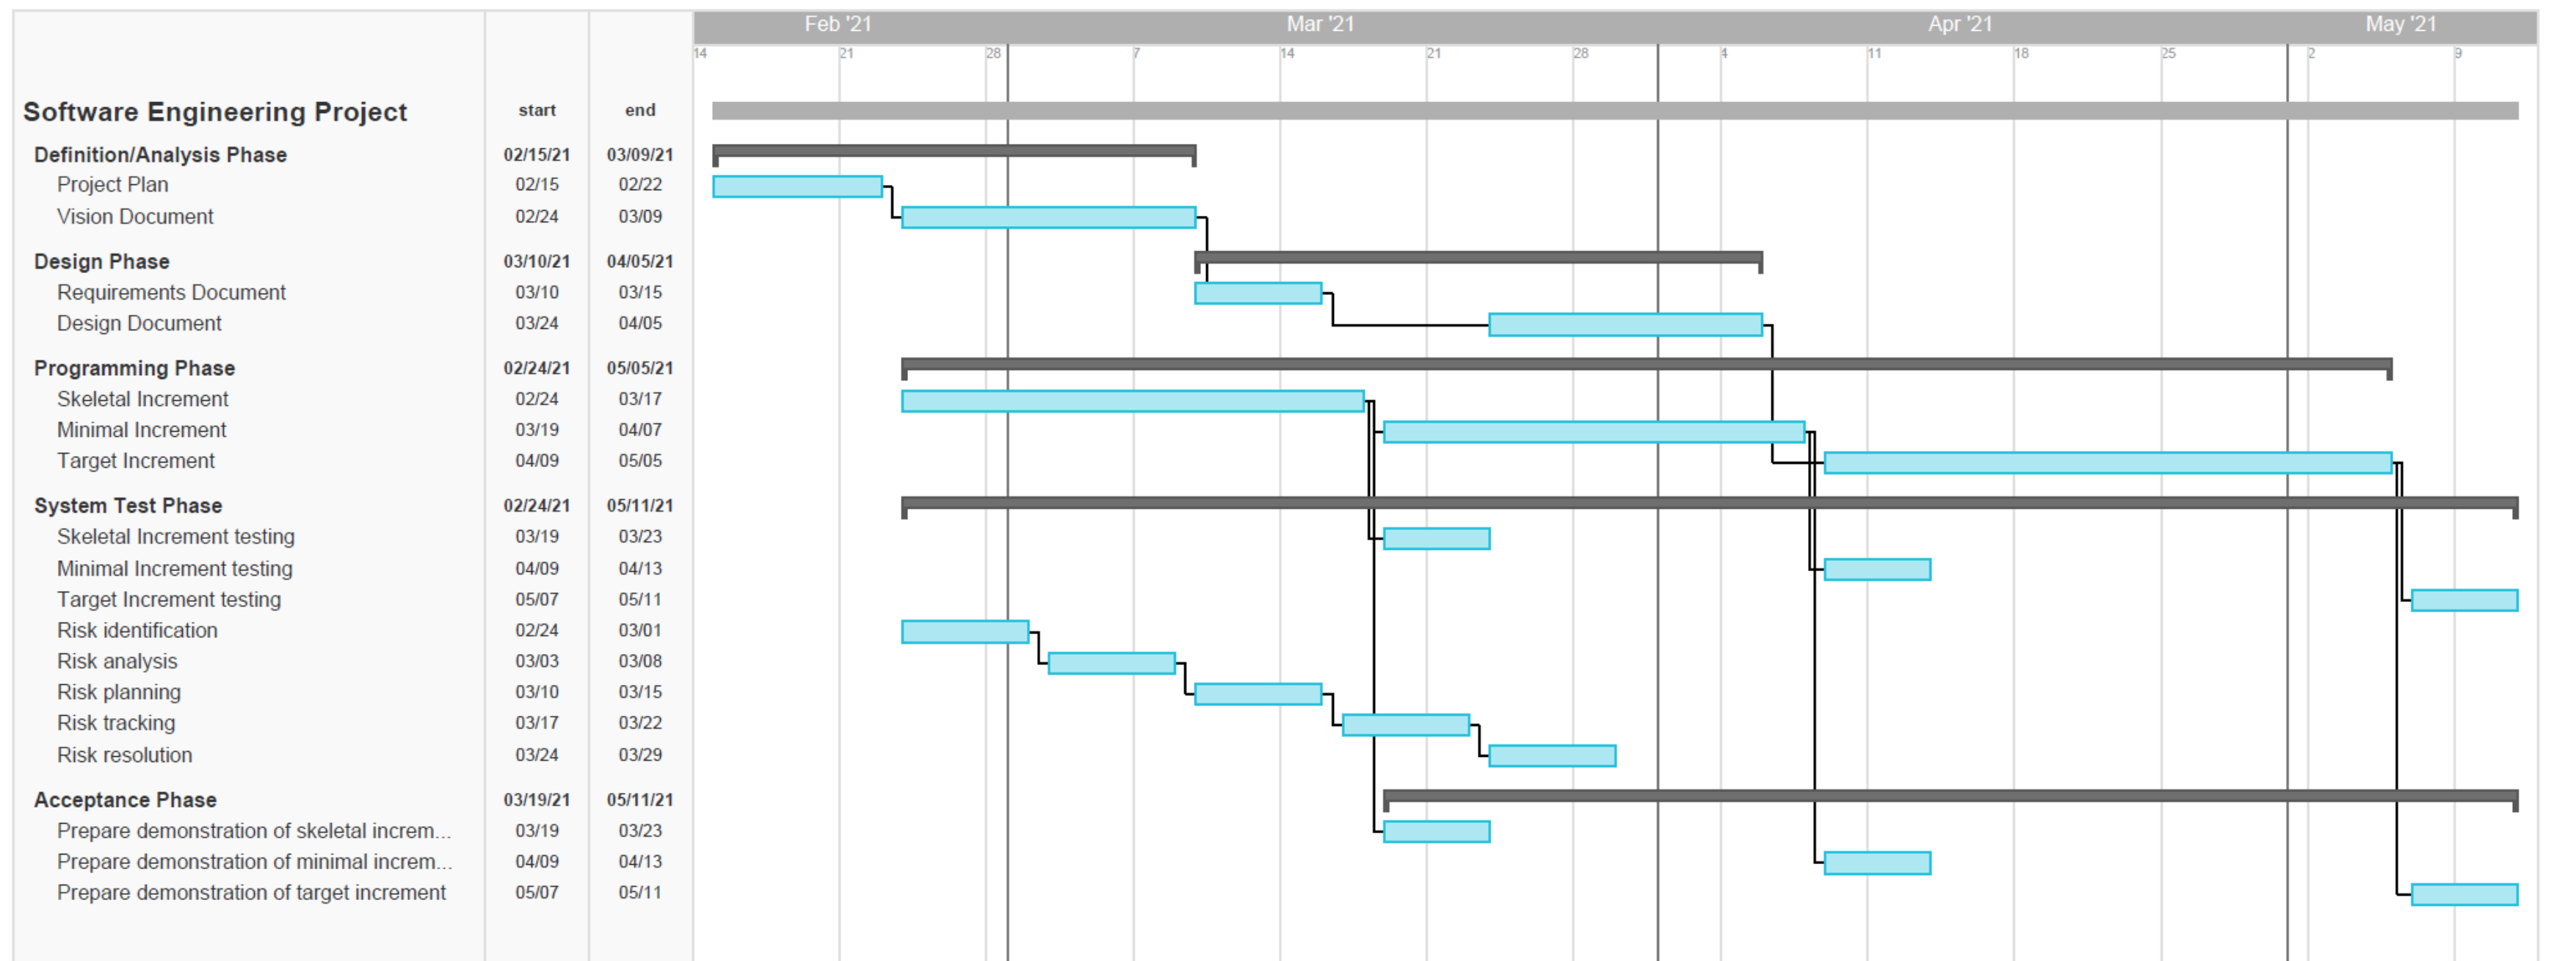 Feb '21 Mar '21 Apr '21 May '21
14 21 28 7 14 21 28 4 11 18 25 2 9
Software Engineering Project start end
Definition/Analysis Phase 02/15/21 03/09/21
Project Plan 02/15 02/22
Vision Document 02/24 03/09
Design Phase 03/10/21 04/05/21
Requirements Document 03/10 03/15
Design Document 03/24 04/05
Programming Phase 02/24/21 05/05/21
Skeletal Increment 02/24 03/17
Minimal Increment 03/19 04/07
Target Increment 04/09 05/05
System Test Phase 02/24/21 05/11/21
Skeletal Increment testing 03/19 03/23
Minimal Increment testing 04/09 04/13
Target Increment testing 05/07 05/11
Risk identification 02/24 03/01
Risk analysis 03/03 03/08
Risk planning 03/10 03/15
Risk tracking 03/17 03/22
Risk resolution 03/24 03/29
Acceptance Phase 03/19/21 05/11/21
Prepare demonstration of skeletal increm... 03/19 03/23
Prepare demonstration of minimal increm... 04/09 04/13
Prepare demonstration of target increment 05/07 05/11